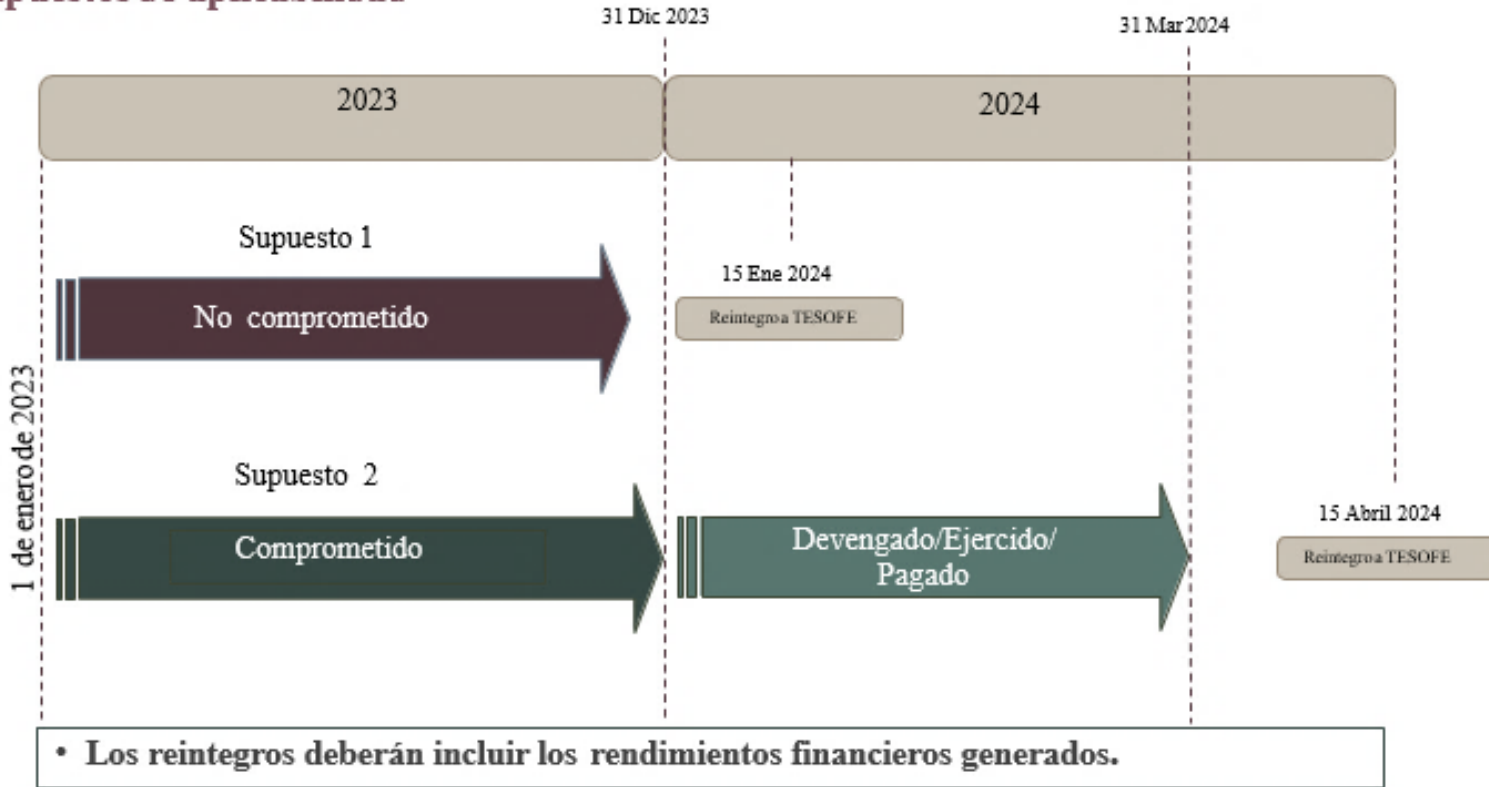 31 Dic 2023
31 Mar 2024
2023
2024
Supuesto 1
No comprometido
15 Ene 2024
Reintegro a TESOFE
1 de enero de 2023
Supuesto 2
Comprometido
Devengado/Ejercido/
Pagado
15 Abril 2024
Reintegro a TESOFE
• Los reintegros deberán incluir los rendimientos financieros generados.